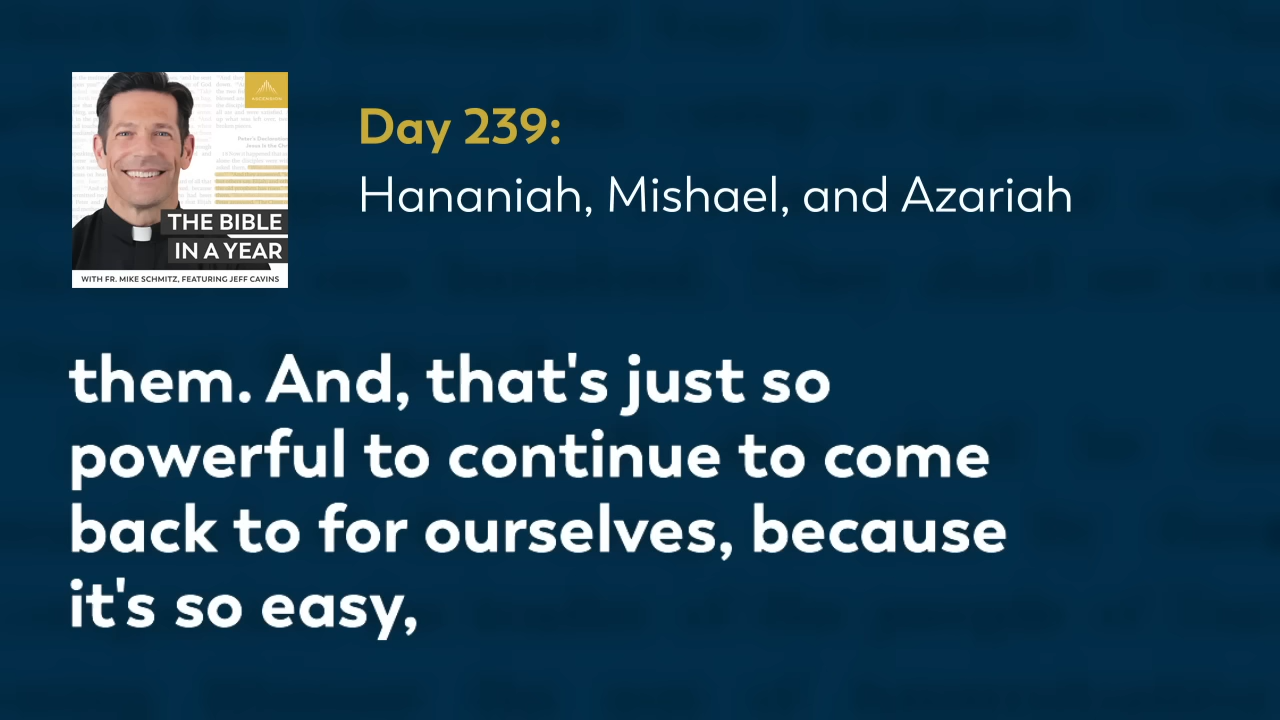 Day 239:
Hananiah, Mishael, and Azariah
ASCENSION
THE BIBLE
IN A YEAR
WITH FR. MIKE SCHMITZ, FEATURING JEFF CAVINS
them. And, that's just so
powerful to continue to come
back to for ourselves, because
it's so easy,